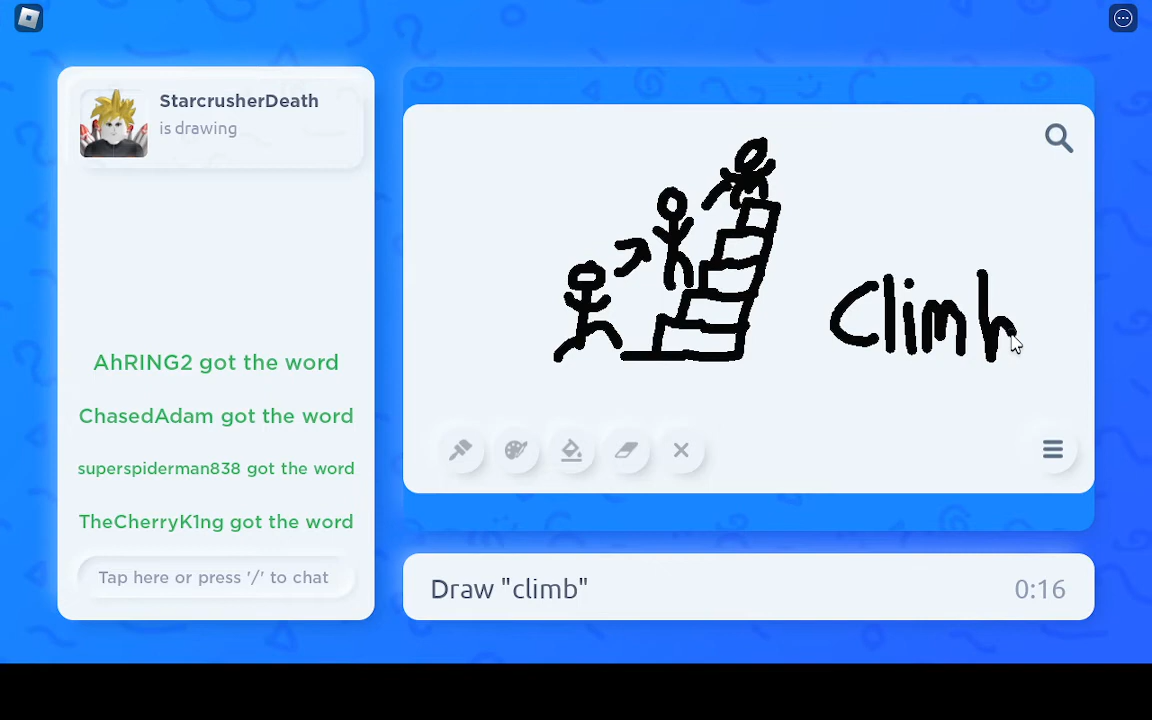 StarcrusherDeath
is drawing
Climh
AhRING2 got the word
ChasedAdam got the word
superspiderman838 got the word
TheCherryK1ng got the word
Tap here or press '/' to chat
Draw "climb"
0:16